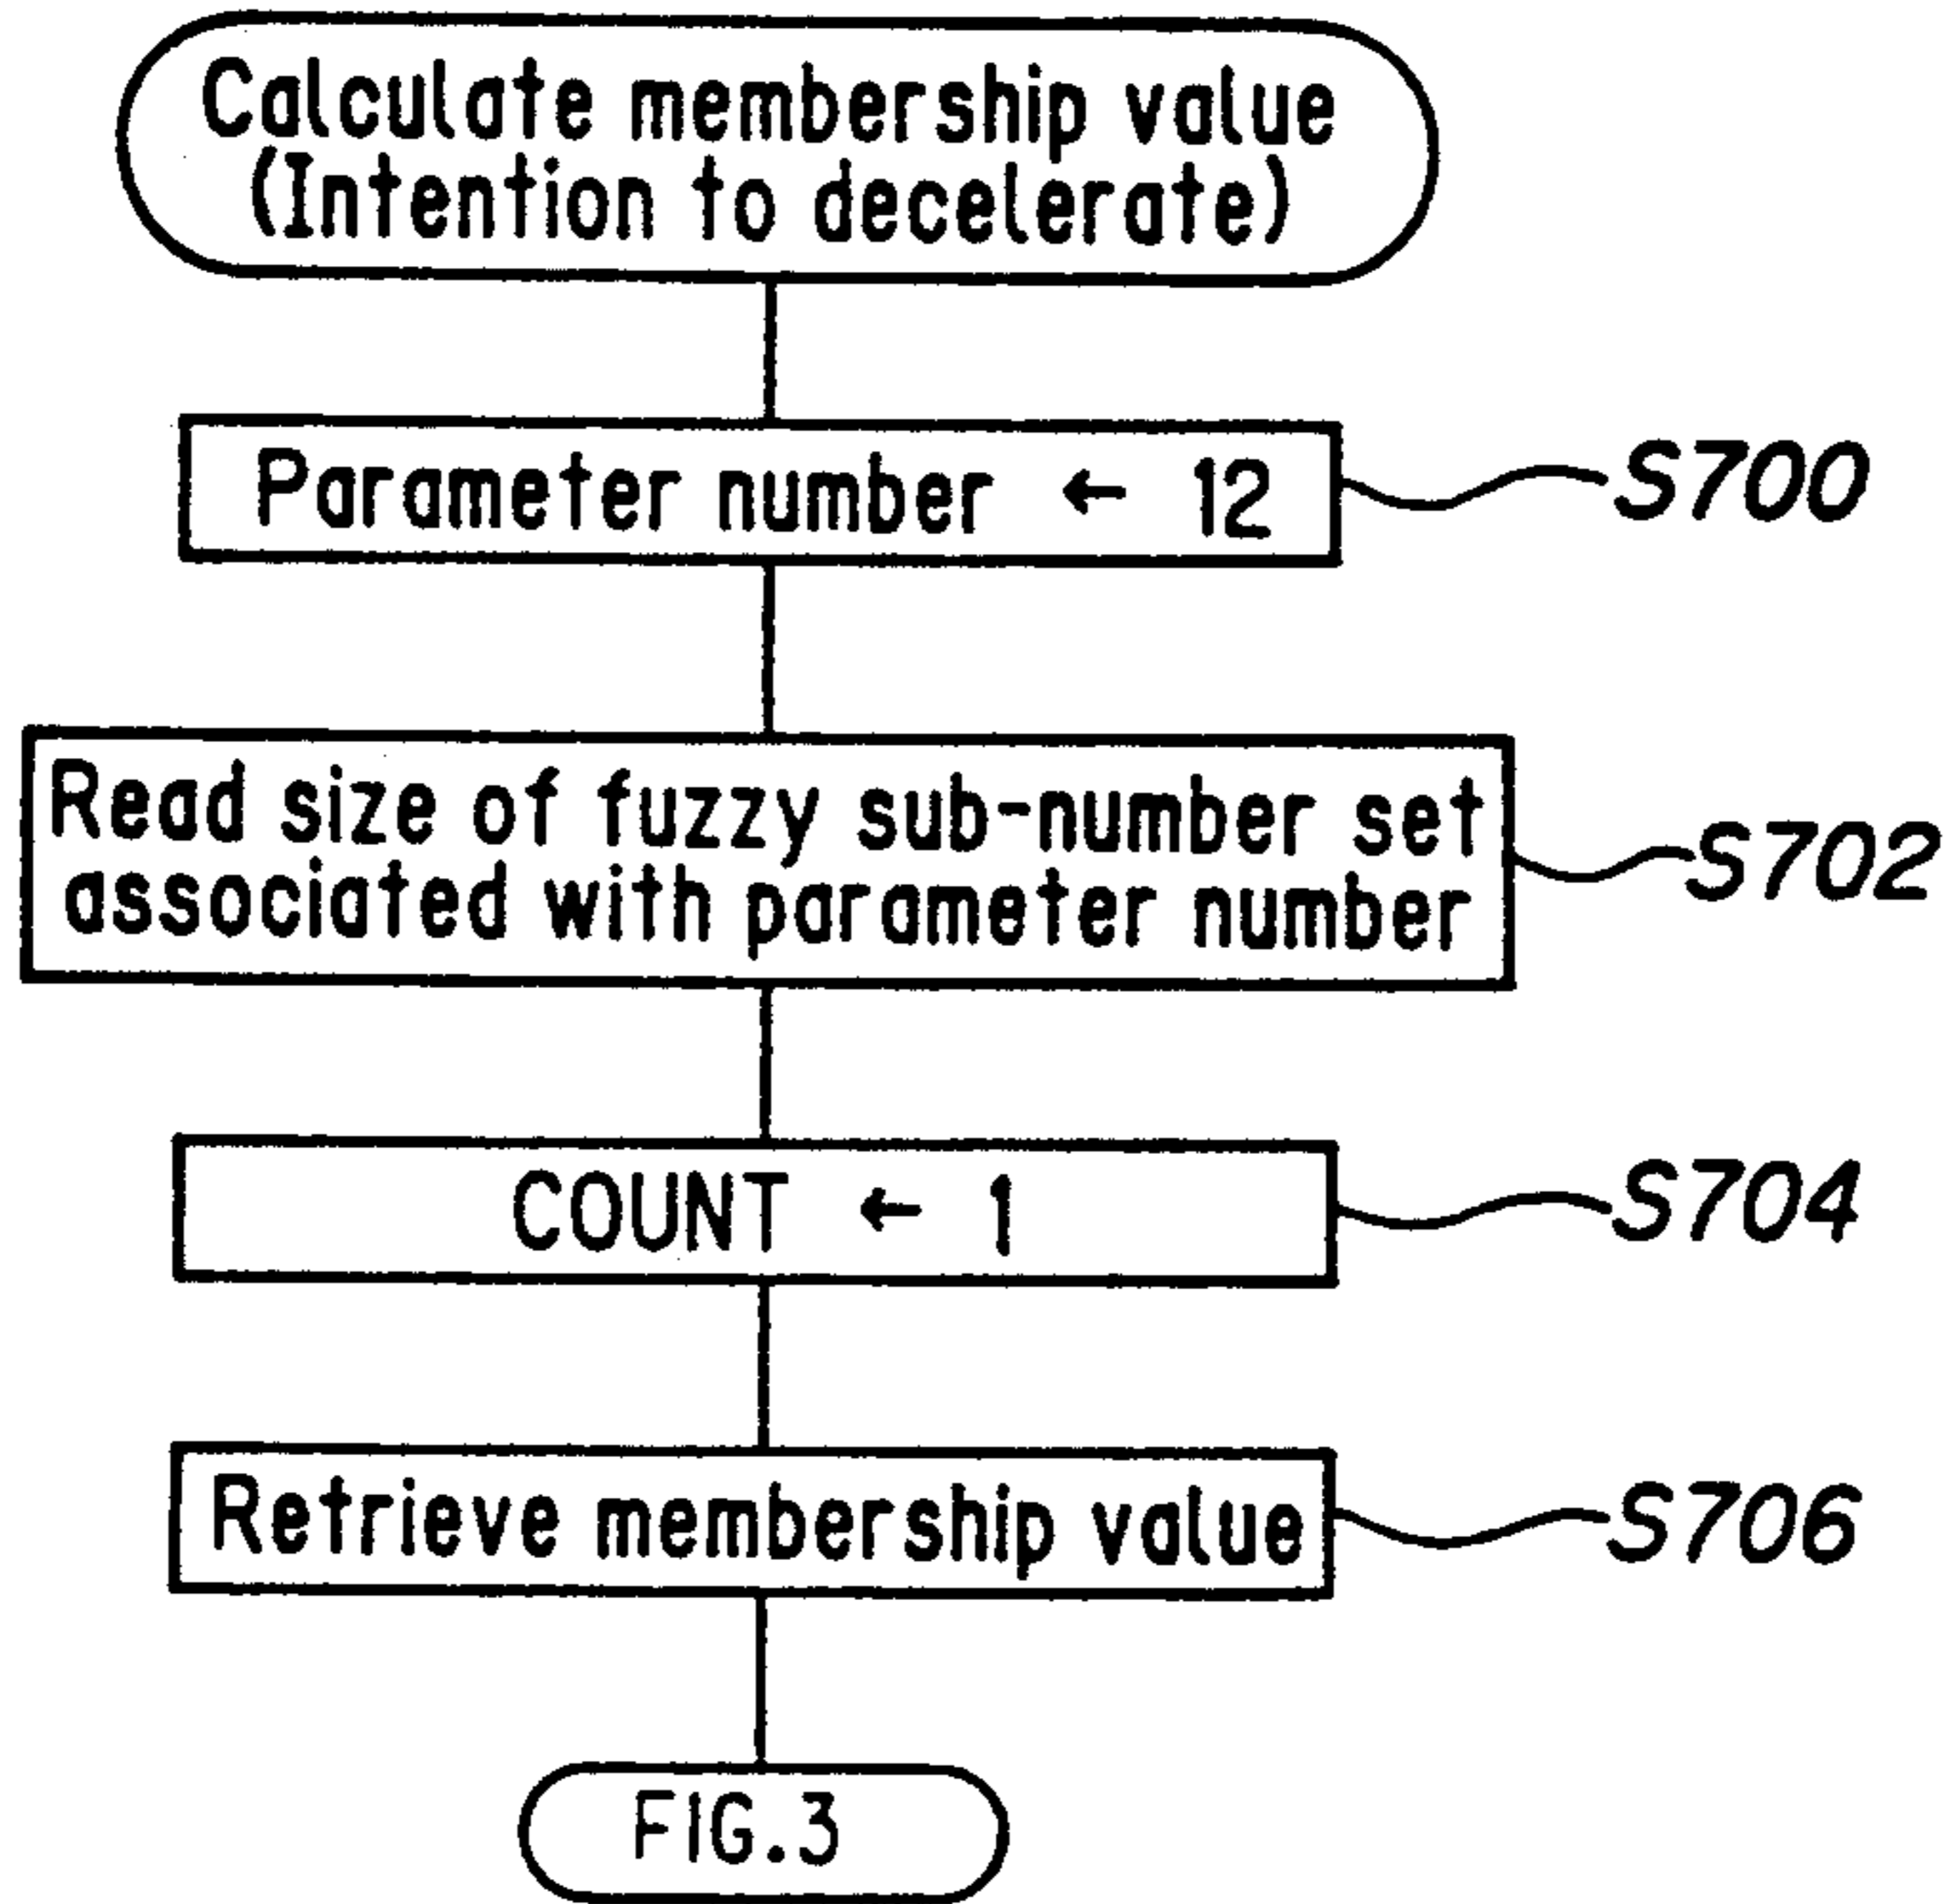 Calculate membership value
(Intention to decelerate)
Parameter number ← 12
S700
Read size of fuzzy sub-number set
associated with parameter number
S702
COUNT ← 1
S704
Retrieve membership value
S706
FIG.3